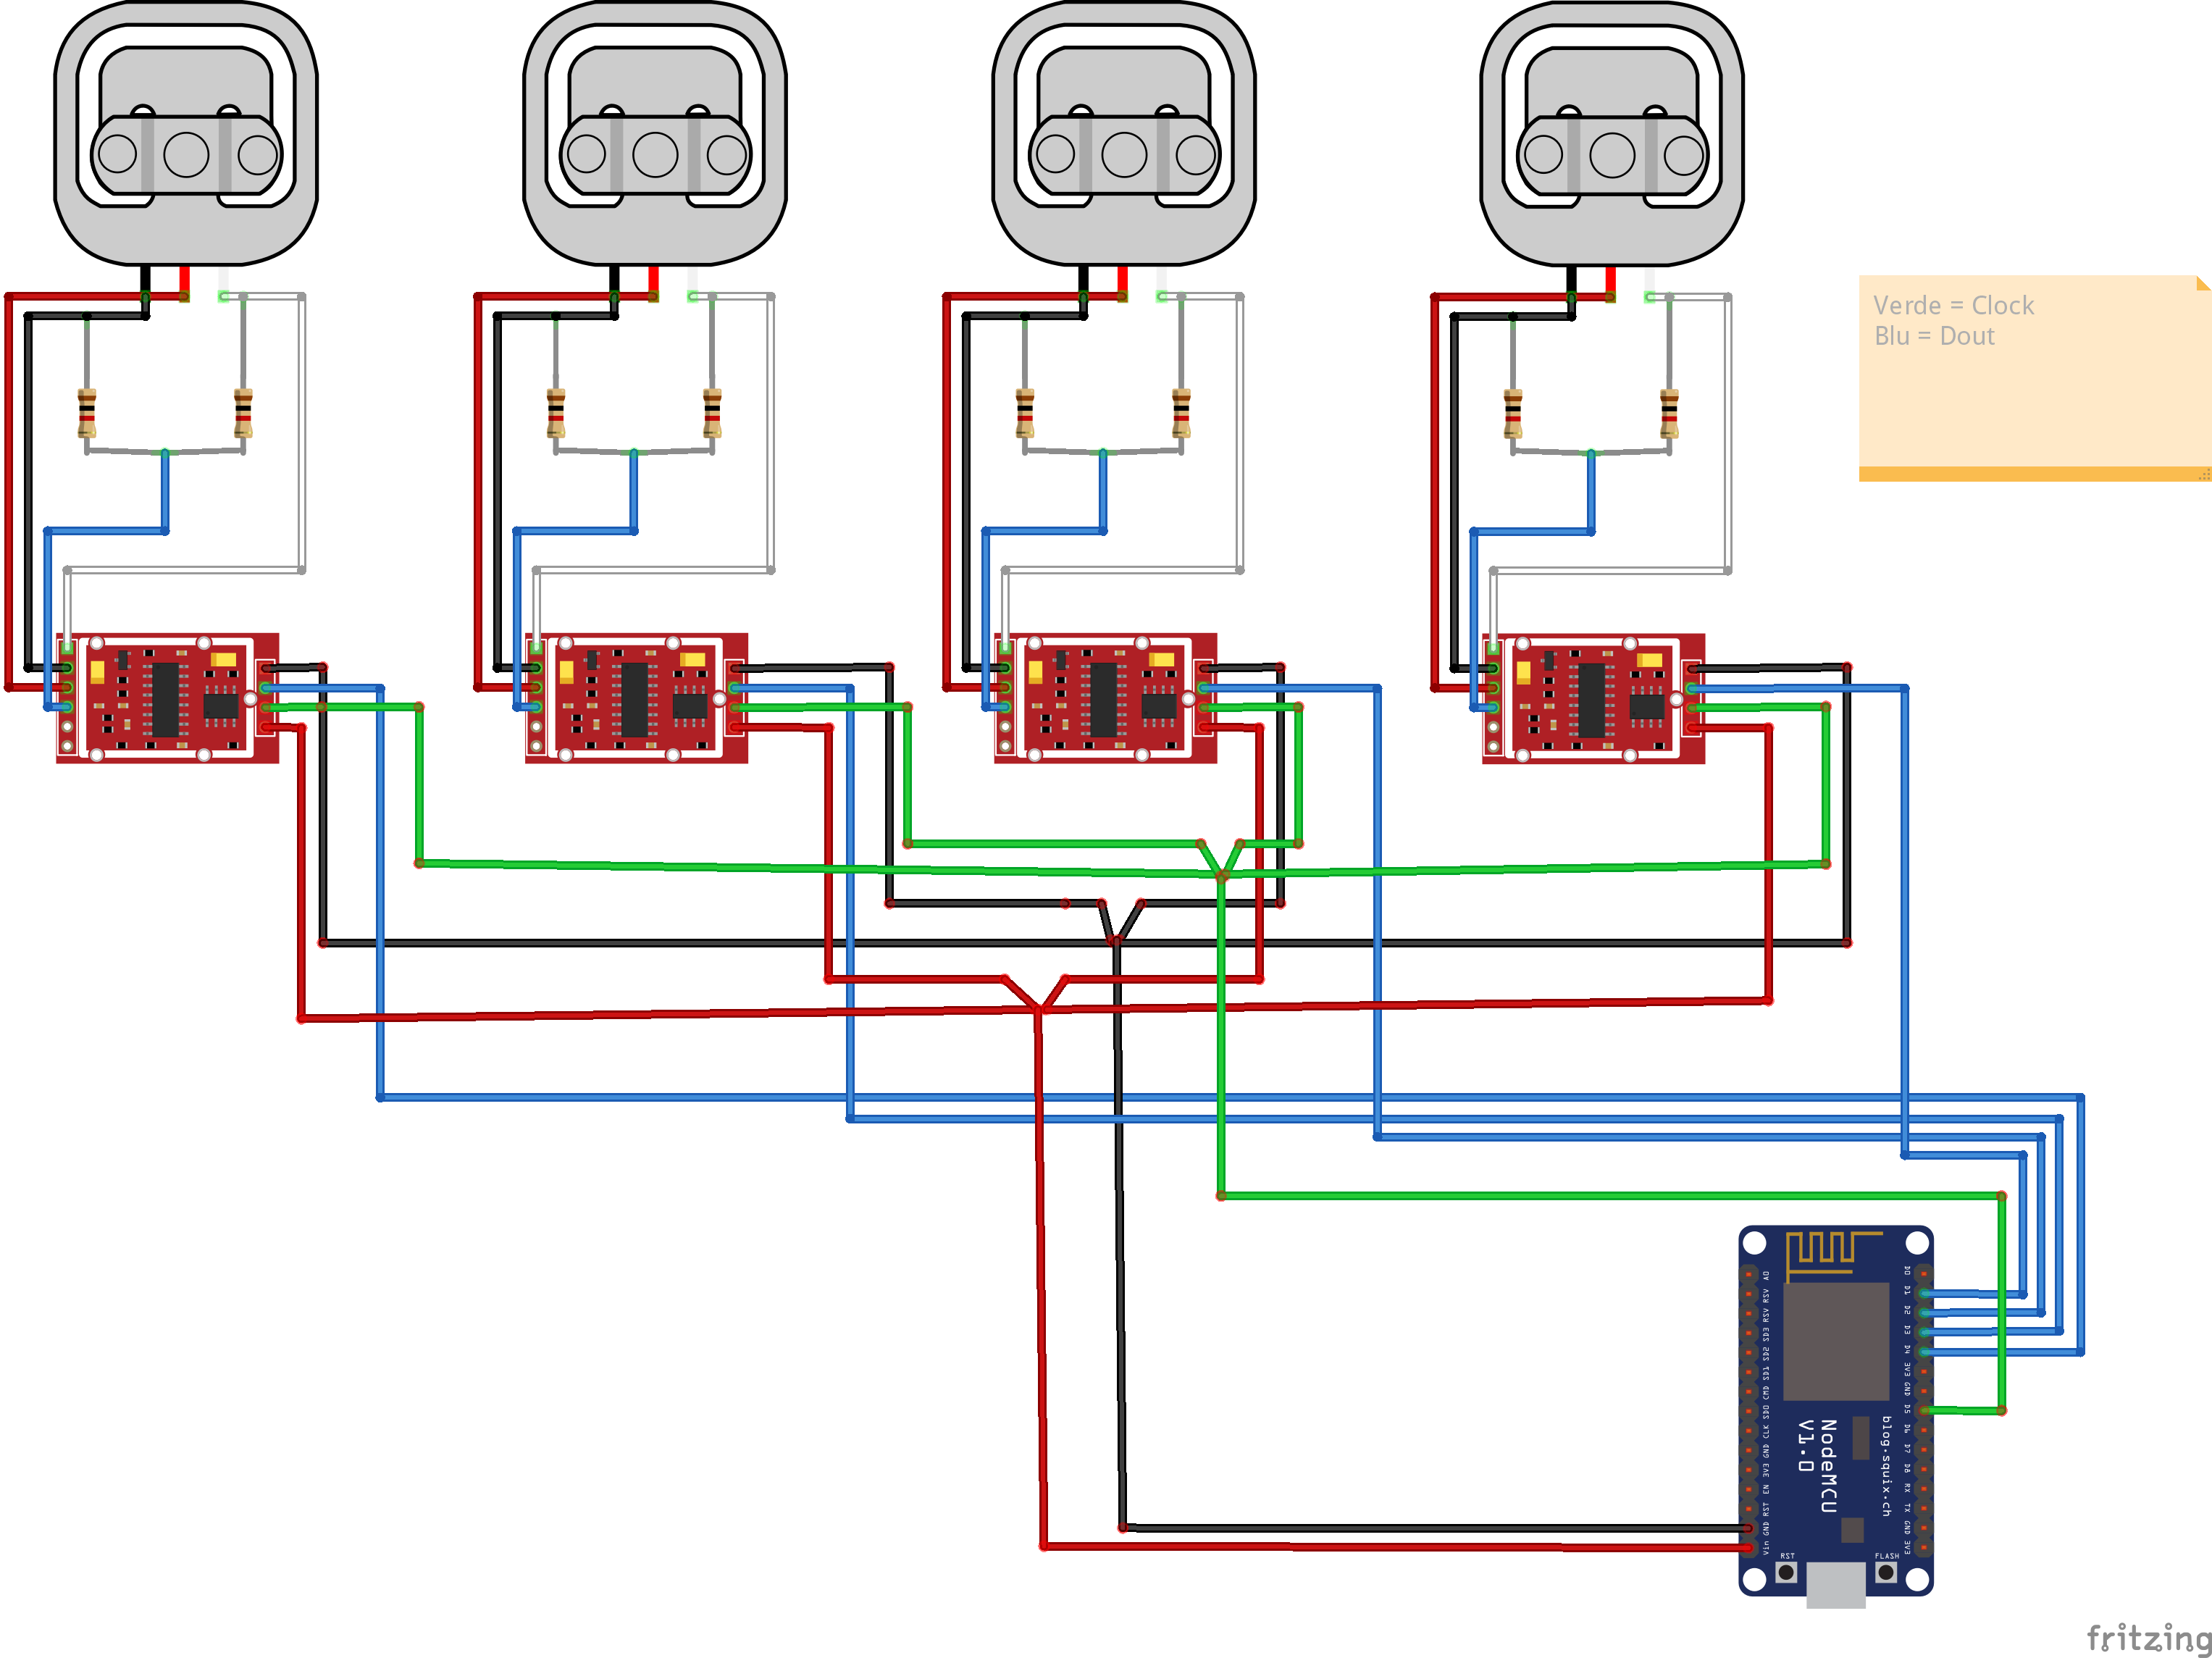 Verde = Clock
Blu = Dout
A0
RSV
RSV
SD3
SD2
SD1
CMD
SD0
CLK
GND
3V3
EN
RST
GND
Vin
D0
D1
D2
D3
D4
3V3
GND
D5
D6
D7
D8
RX
TX
GND
3V3
NodeMCU
V1.0
blog.squix.ch
RST
FLASH
fritzing